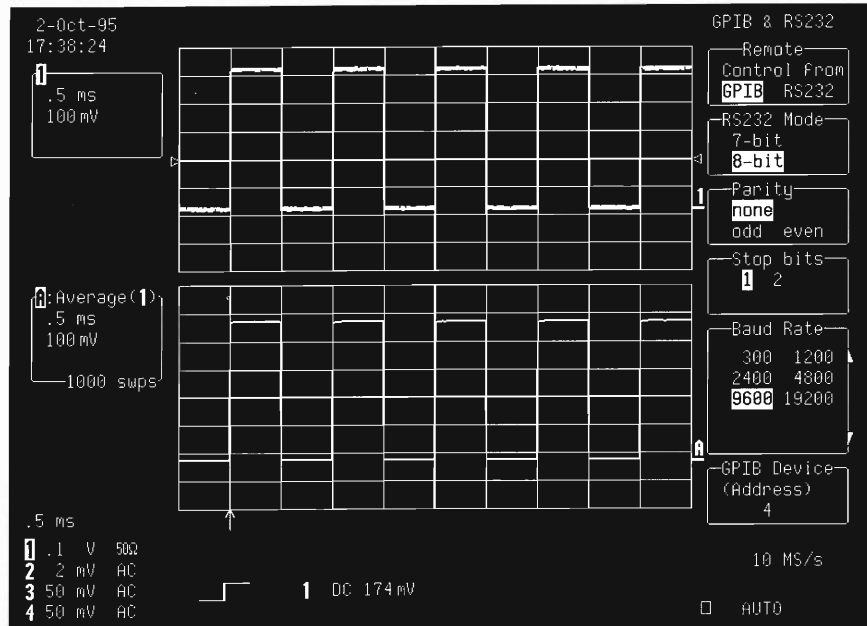 2-Oct-95
17:38:24
GPIB & RS232
1
.5 ms
100 mV
Remote
Control from
GPIB RS232
RS232 Mode
7-bit
8-bit
Parity
none
odd even
1
Stop bits
1 2
A:Average(1)
.5 ms
100 mV
1000 swps
Baud Rate
300 1200
2400 4800
9600 19200
A
GPIB Device
(Address)
4
.5 ms
1 .1 V 50Ω
2 2 mV AC
3 50 mV AC
4 50 mV AC
1 DC 174mV
10 MS/s
AUTO